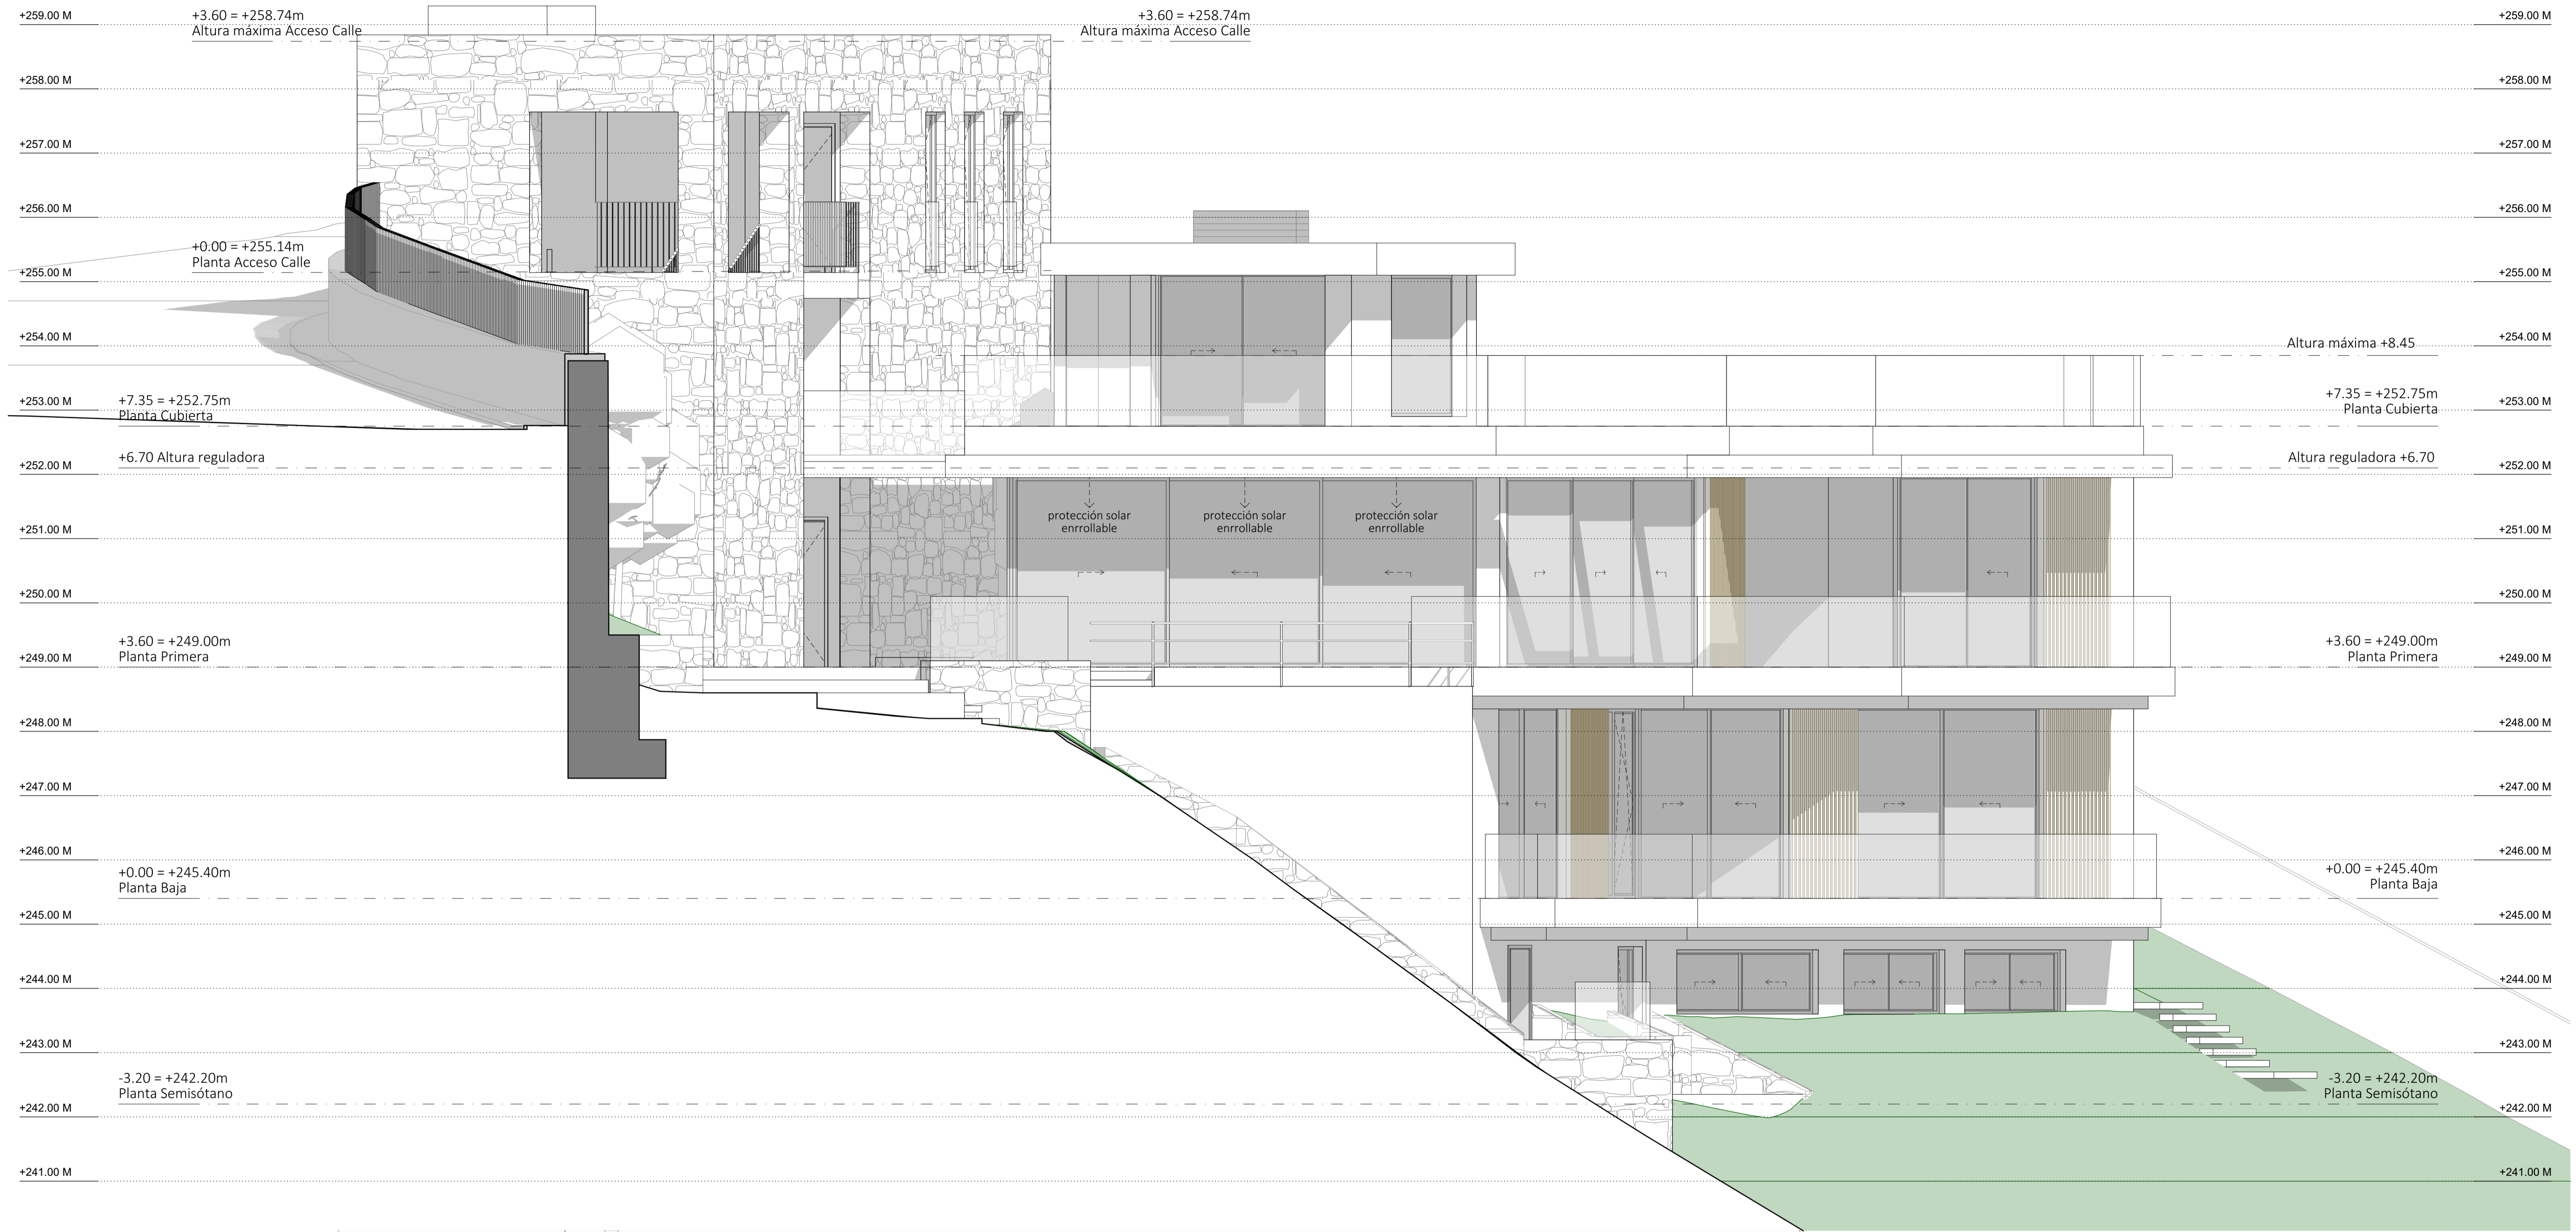 +259.00 M
+3.60 = +258.74m
Altura máxima Acceso Calle
+3.60 = +258.74m
Altura máxima Acceso Calle
+259.00 M
+258.00 M
+258.00 M
+257.00 M
+257.00 M
+256.00 M
+256.00 M
+0.00 = +255.14m
Planta Acceso Calle
+255.00 M
+255.00 M
+254.00 M
Altura máxima +8.45
+254.00 M
+7.35 = +252.75m
Planta Cubierta
+253.00 M
+7.35 = +252.75m
Planta Cubierta
+253.00 M
+6.70 Altura reguladora
+252.00 M
Altura reguladora +6.70
+252.00 M
protección solar
enrrollable
protección solar
enrrollable
protección solar
enrrollable
+251.00 M
+251.00 M
+250.00 M
+250.00 M
+3.60 = +249.00m
Planta Primera
+249.00 M
+3.60 = +249.00m
Planta Primera
+249.00 M
+248.00 M
+248.00 M
+247.00 M
+247.00 M
+246.00 M
+246.00 M
+0.00 = +245.40m
Planta Baja
+0.00 = +245.40m
Planta Baja
+245.00 M
+245.00 M
+244.00 M
+244.00 M
+243.00 M
+243.00 M
-3.20 = +242.20m
Planta Semisótano
-3.20 = +242.20m
Planta Semisótano
+242.00 M
+242.00 M
+241.00 M
+241.00 M